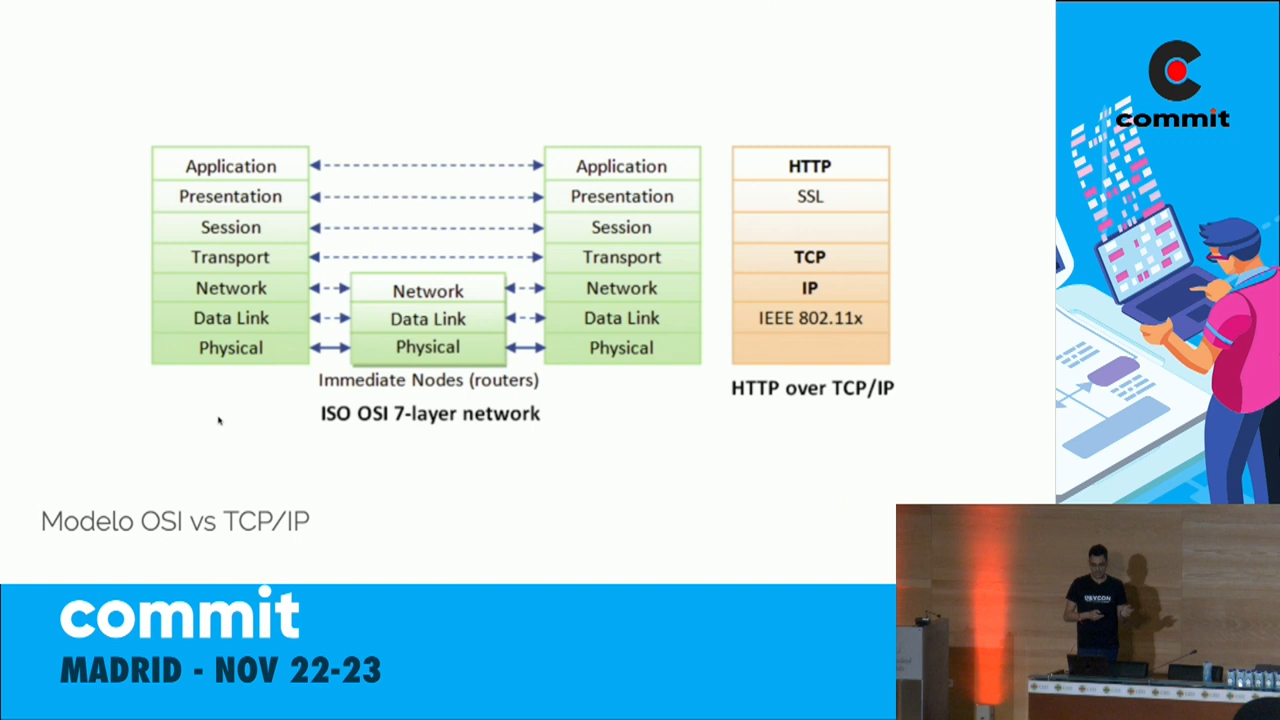 commit
Application
Presentation
Session
Transport
Network
Data Link
Physical
Network
Data Link
Physical
Immediate Nodes (routers)
ISO OSI 7-layer network
Application
Presentation
Session
Transport
Network
Data Link
Physical
HTTP
SSL
TCP
IP
IEEE 802.11x
HTTP over TCP/IP
Modelo OSI vs TCP/IP
commit
MADRID - NOV 22-23